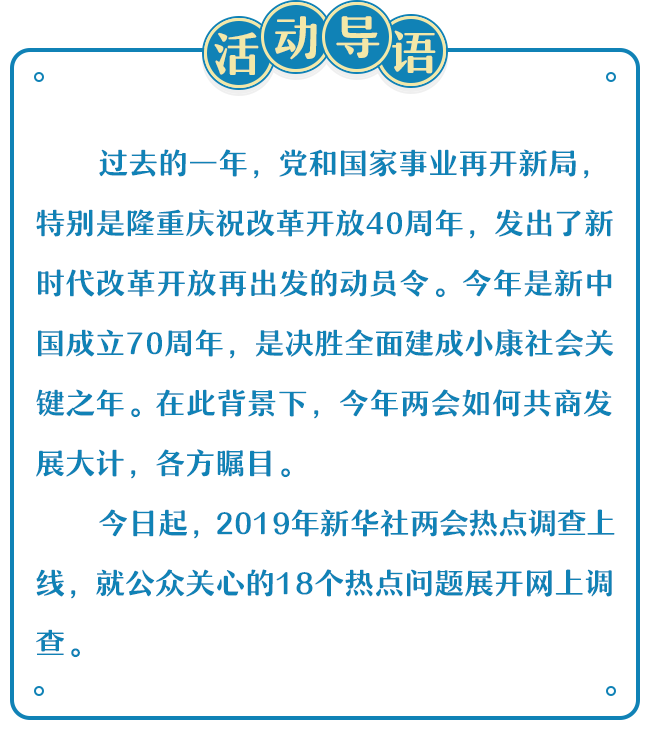 活动导语
过去的一年，党和国家事业再开新局，
特别是隆重庆祝改革开放40周年，发出了新
时代改革开放再出发的动员令。今年是新中
国成立70周年，是决胜全面建成小康社会关
键之年。在此背景下，今年两会如何共商发
展大计，各方瞩目。
今日起，2019年新华社两会热点调查上
线，就公众关心的18个热点问题展开网上调
查。